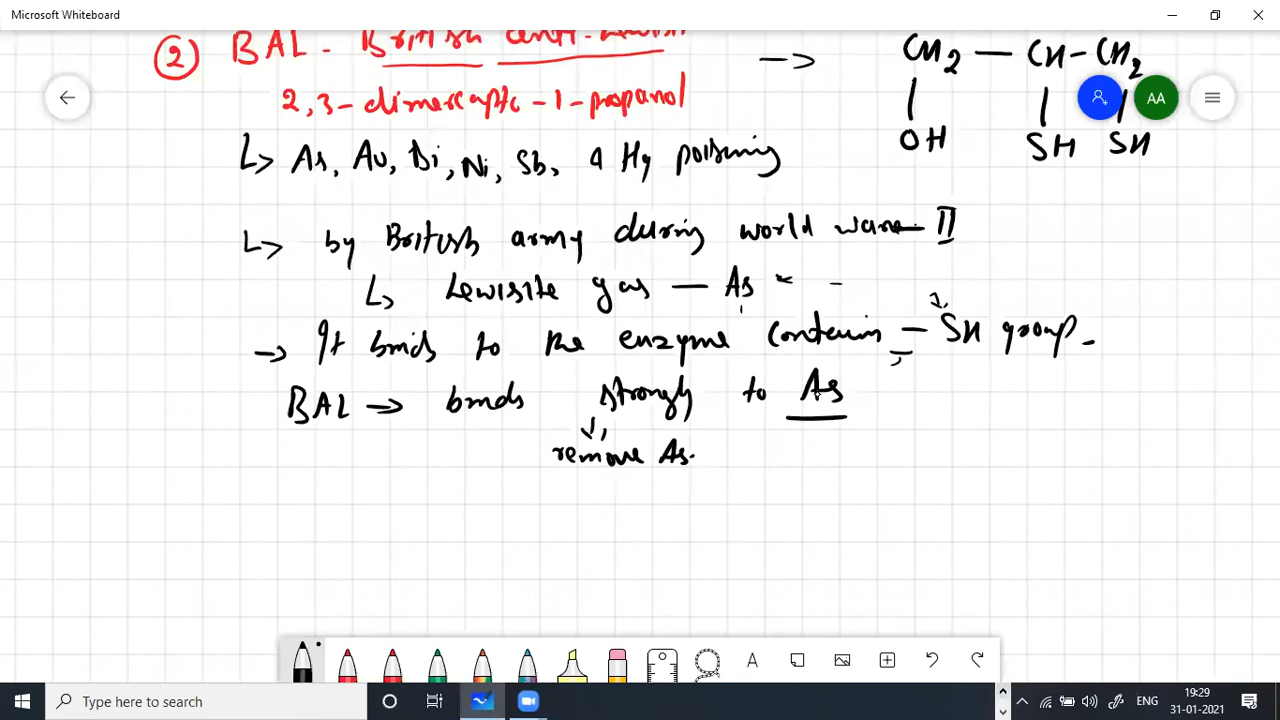 Microsoft Whiteboard
② BAL - British anti-Lewisite
2,3-dimercapto-1-propanol
→ CH2 — CH - CH2
OH SH SH
AA
↳ As, Au, Bi, Ni, Sb, & Hg poisoning
↳ by British army during world war - II
↳ Lewisite gas — As
→ It binds to the enzyme - SH group.
BAL → binds strongly to As
remove As.
Type here to search
ENG
19:29
31-01-2021